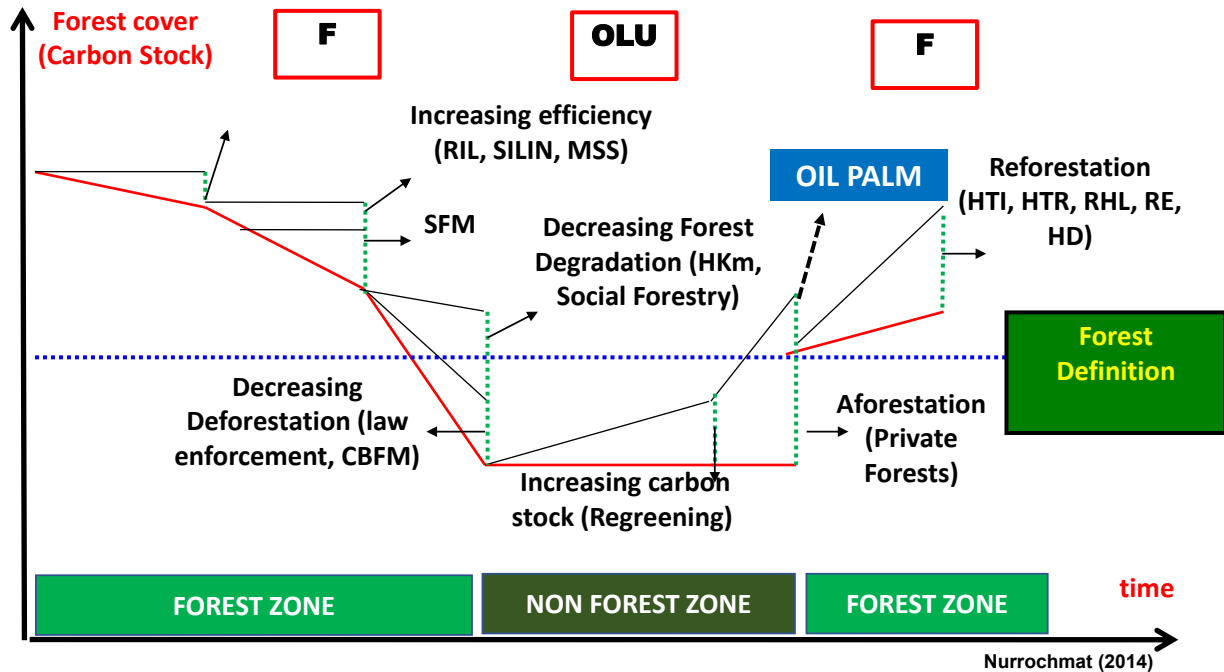 Forest cover
(Carbon Stock)
F
OLU
F
Increasing efficiency
(RIL, SILIN, MSS)
SFM
Decreasing Forest
Degradation (HKm,
Social Forestry)
OIL PALM
Reforestation
(HTI, HTR, RHL, RE,
HD)
Forest
Definition
Decreasing
Deforestation (law
enforcement, CBFM)
Aforestation
(Private
Forests)
Increasing carbon
stock (Regreening)
FOREST ZONE
NON FOREST ZONE
FOREST ZONE
time
Nurrochmat (2014)